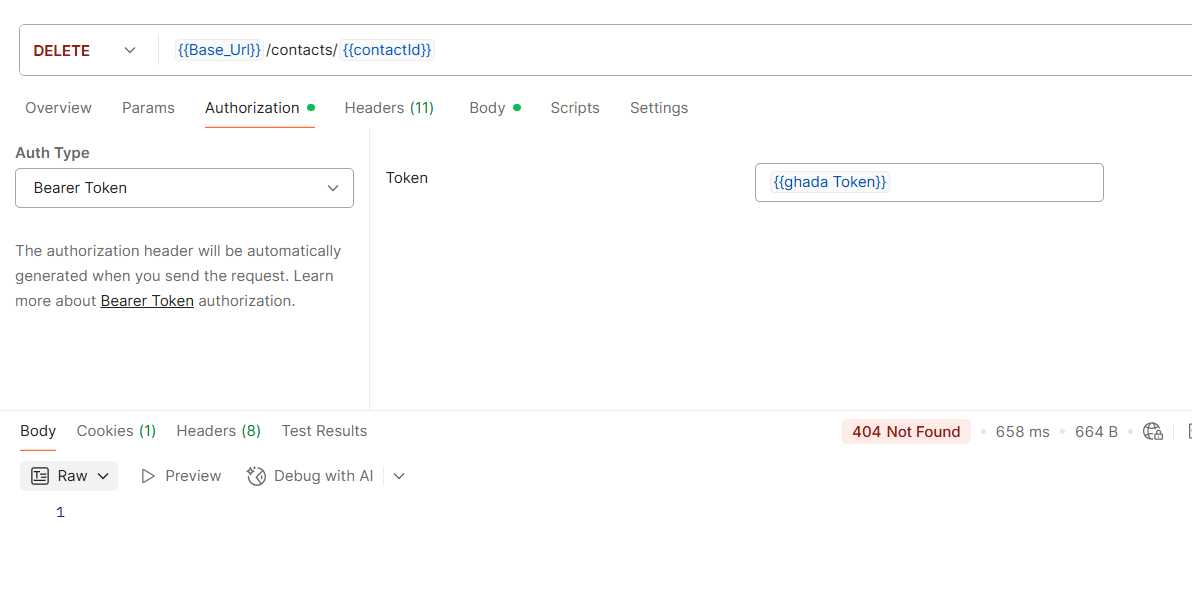 DELETE {{Base_Url}} /contacts/ {{contactId}}
Overview Params Authorization Headers (11) Body Scripts Settings
Auth Type
Bearer Token
The authorization header will be automatically
generated when you send the request. Learn
more about Bearer Token authorization.
Token {{ghada Token}}
Body Cookies (1) Headers (8) Test Results 404 Not Found 658 ms 664 B
Raw Preview Debug with AI
1